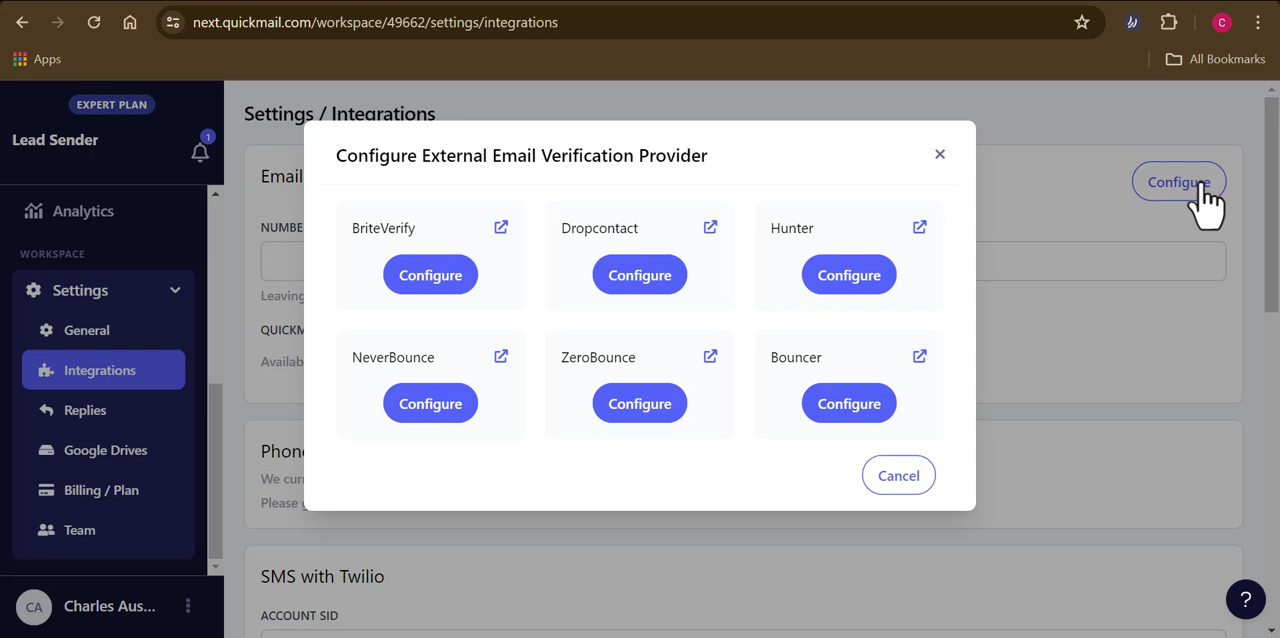 next.quickmail.com/workspace/49662/settings/integrations
C
Apps
All Bookmarks
EXPERT PLAN
Lead Sender
1
Analytics
WORKSPACE
Settings
General
Integrations
Replies
Google Drives
Billing / Plan
Team
CA
Charles Aus...
Settings / Integrations
Email
Configure
NUMBE
Leaving
QUICKM
Availab
Configure External Email Verification Provider
BriteVerify
Dropcontact
Hunter
Configure
Configure
Configure
NeverBounce
ZeroBounce
Bouncer
Configure
Configure
Configure
Cancel
Phon
We cur
Please
SMS with Twilio
ACCOUNT SID
?